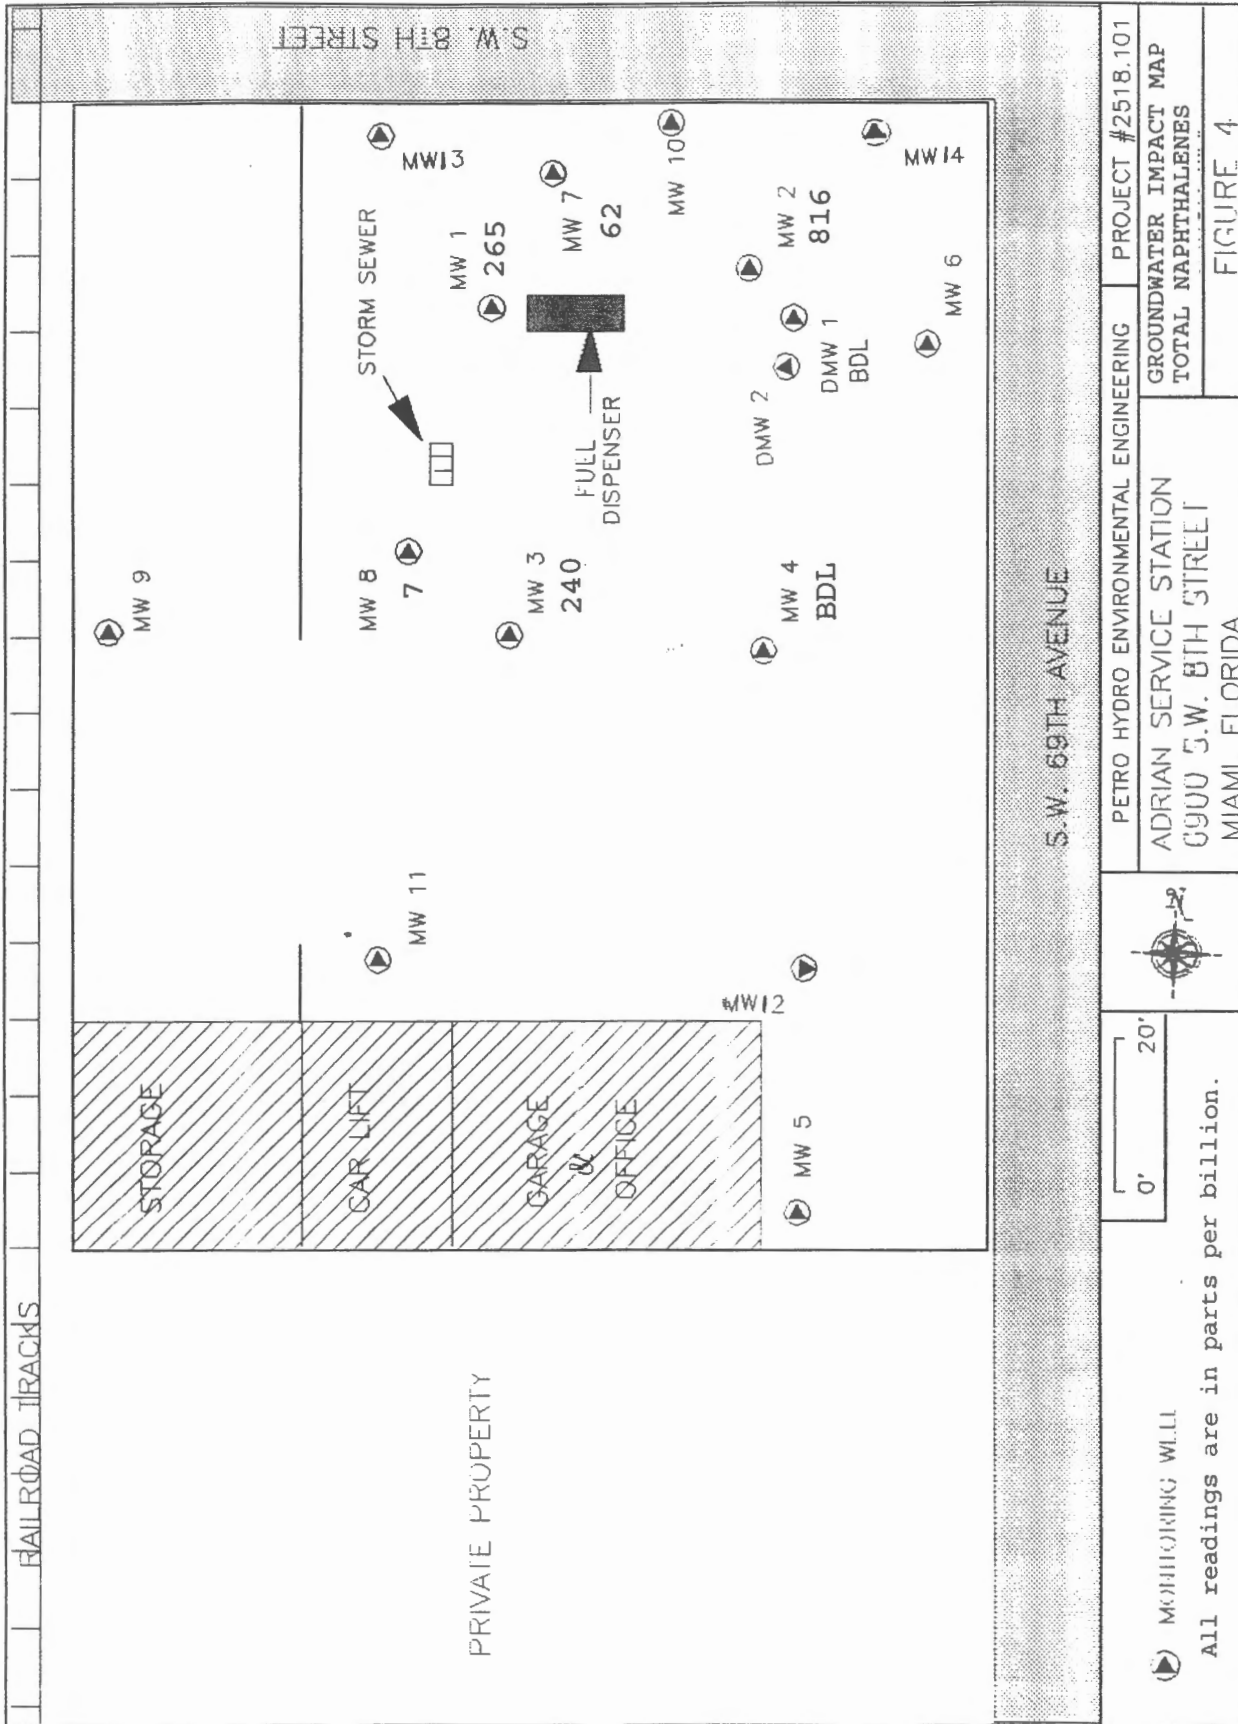 RAILROAD TRACKS
S.W. 8TH STREET
STORAGE
CAR LIFT
GARAGE
&
OFFICE
PRIVATE PROPERTY
MW 9
MW 11
MW 8
7
STORM SEWER
MW13
MW 1
265
MW 7
62
MW 3
240
FULL
DISPENSER
MW 10
MW 2
816
MW14
DMW 2
DMW 1
BDL
MW 6
MW 4
BDL
MW12
MW 5
S.W. 69TH AVENUE
MONITORING WELL
All readings are in parts per billion.
0' 20'
N
PETRO HYDRO ENVIRONMENTAL ENGINEERING
PROJECT #2518.101
ADRIAN SERVICE STATION
6900 S.W. 8TH STREET
MIAMI, FLORIDA
GROUNDWATER IMPACT MAP
TOTAL NAPHTHALENES
FIGURE 4